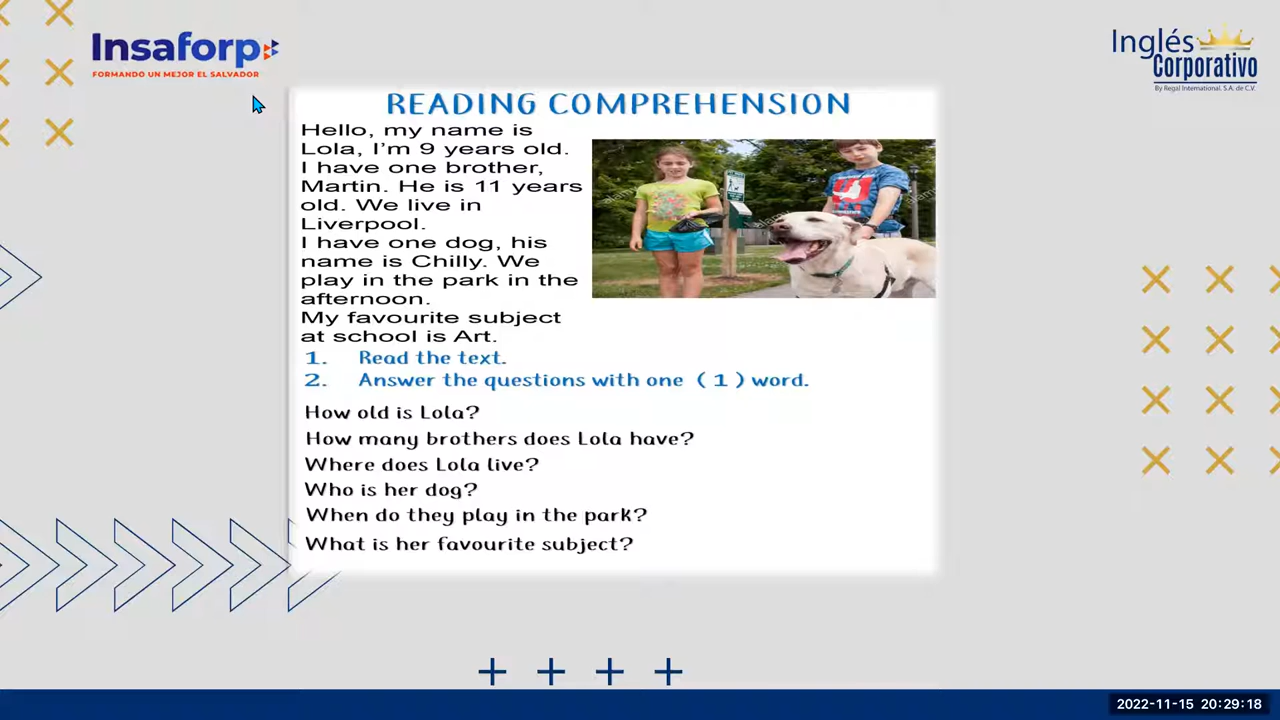 Insaforp
FORMANDO UN MEJOR EL SALVADOR
Inglés
Corporativo
By Regal International, S.A. de C.V.
READING COMPREHENSION
Hello, my name is
Lola, I'm 9 years old.
I have one brother,
Martin. He is 11 years
old. We live in
Liverpool.
I have one dog, his
name is Chilly. We
play in the park in the
afternoon.
My favourite subject
at school is Art.
1. Read the text.
2. Answer the questions with one ( 1 ) word.
How old is Lola?
How many brothers does Lola have?
Where does Lola live?
Who is her dog?
When do they play in the park?
What is her favourite subject?
2022-11-15 20:29:18